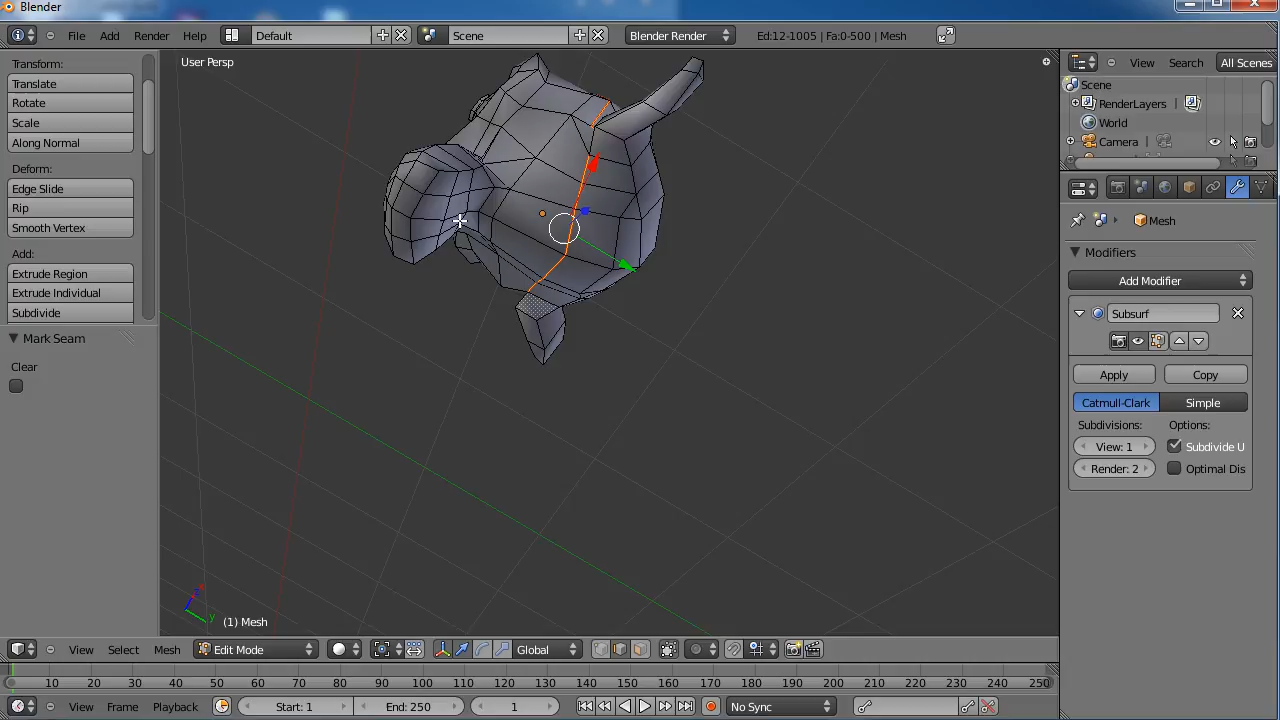 Blender
File Add Render Help Default Scene Blender Render Ed:12-1005 | Fa:0-500 | Mesh
Transform:
Translate
Rotate
Scale
Along Normal
Deform:
Edge Slide
Rip
Smooth Vertex
Add:
Extrude Region
Extrude Individual
Subdivide
Mark Seam
Clear
User Persp
y
(1) Mesh
View Search All Scenes
Scene
RenderLayers
World
Camera
Mesh
Modifiers
Add Modifier
Subsurf
Apply Copy
Catmull-Clark Simple
Subdivisions: Options:
View: 1 Subdivide U
Render: 2 Optimal Dis
View Select Mesh Edit Mode Global
10 20 30 40 50 60 70 80 90 100 110 120 130 140 150 160 170 180 190 200 210 220 230 240 250
View Frame Playback Start: 1 End: 250 1 No Sync